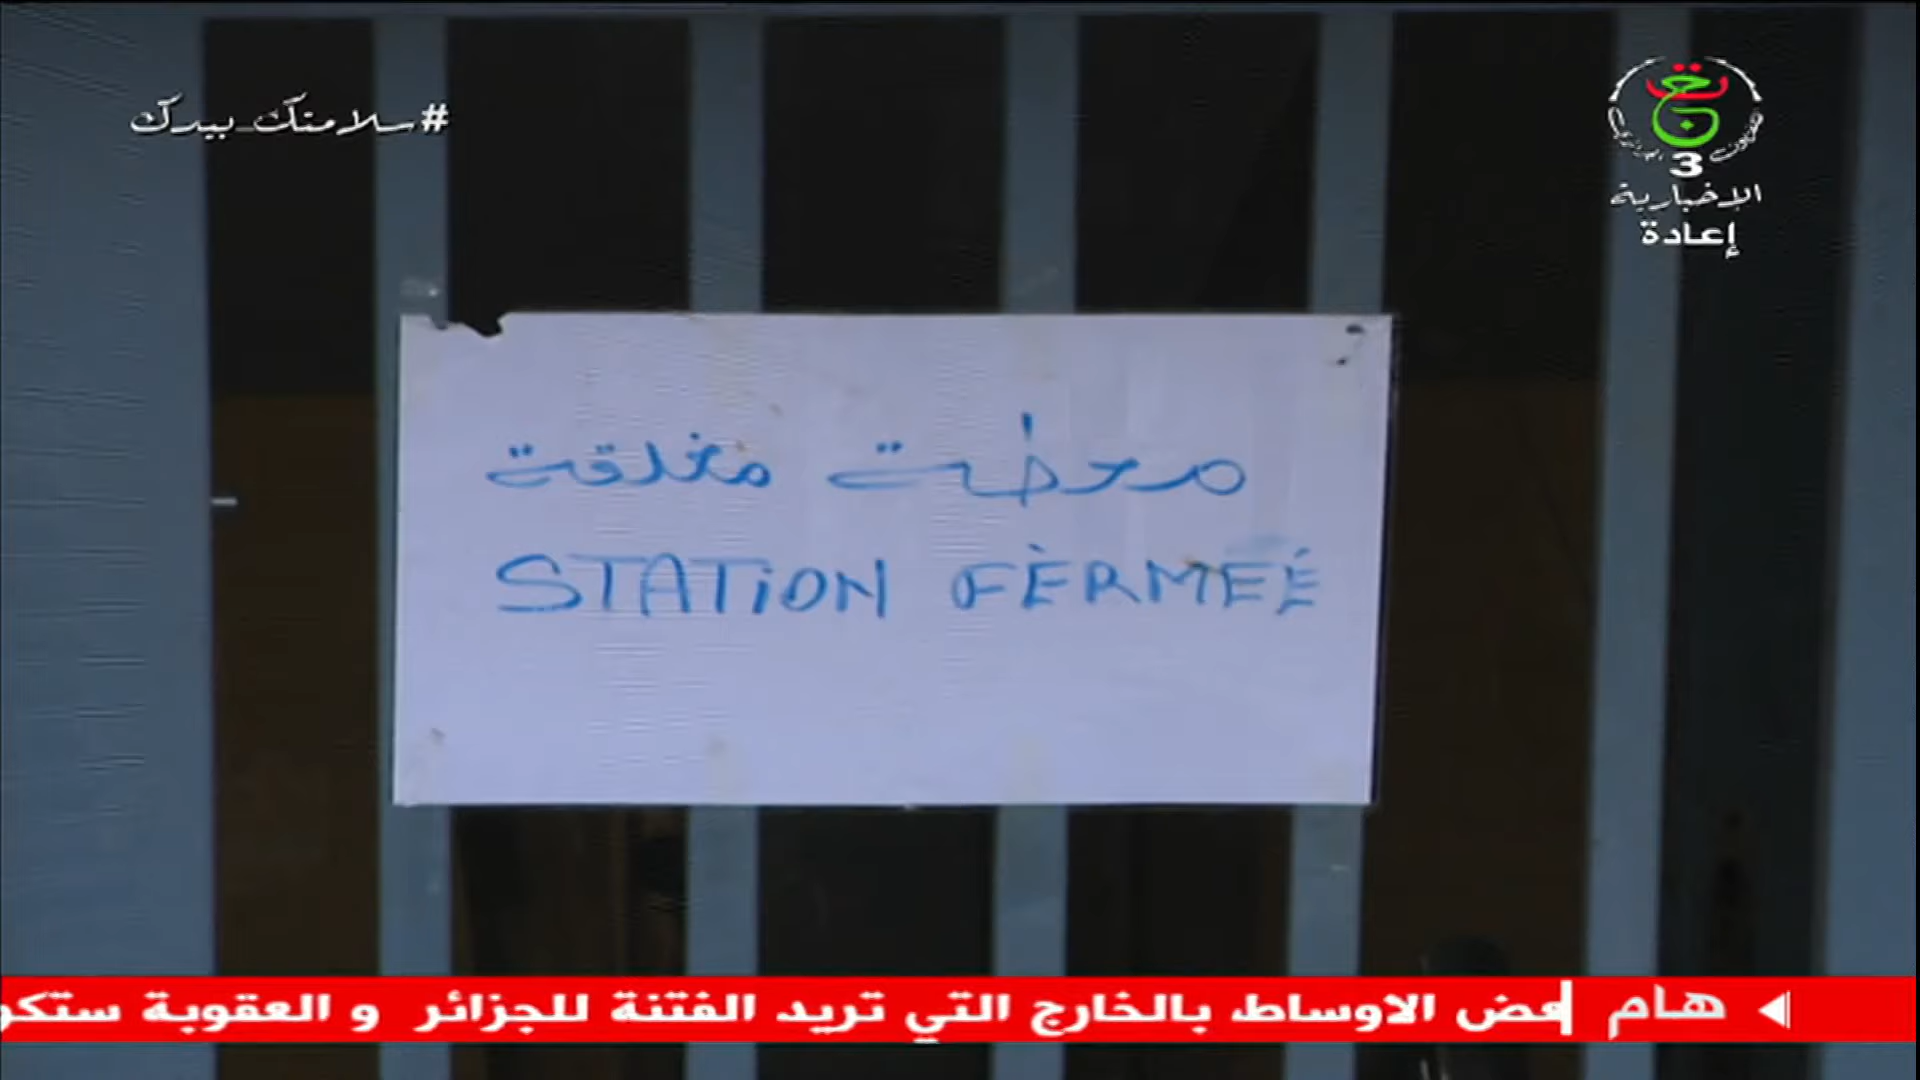 #سلامتك_بيدك
3
الإخبارية
إعادة
محطة مغلقة
STATiON FÈRMEÉ
هام
عض الاوساط بالخارج التي تريد الفتنة للجزائر و العقوبة ستكو